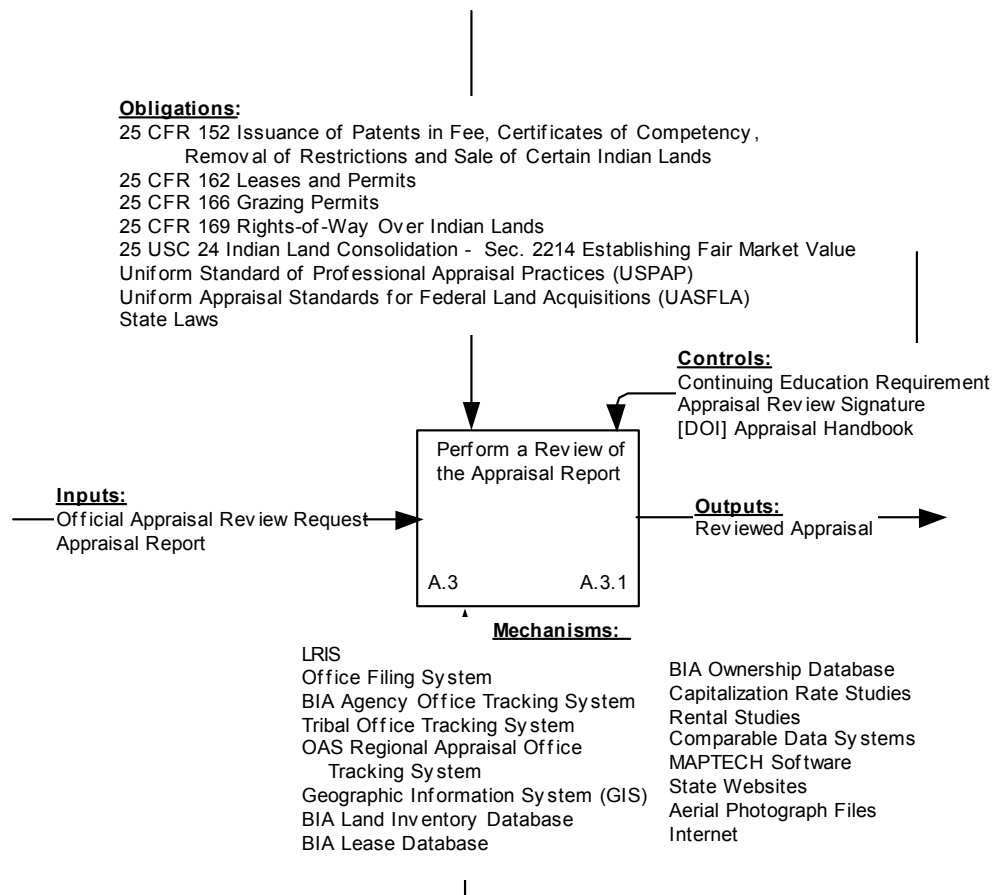 Obligations:
25 CFR 152 Issuance of Patents in Fee, Certificates of Competency,
Removal of Restrictions and Sale of Certain Indian Lands
25 CFR 162 Leases and Permits
25 CFR 166 Grazing Permits
25 CFR 169 Rights-of-Way Over Indian Lands
25 USC 24 Indian Land Consolidation - Sec. 2214 Establishing Fair Market Value
Uniform Standard of Professional Appraisal Practices (USPAP)
Uniform Appraisal Standards for Federal Land Acquisitions (UASFLA)
State Laws
Controls:
Continuing Education Requirement
Appraisal Review Signature
[DOI] Appraisal Handbook
Perform a Review of
the Appraisal Report
A.3 A.3.1
Inputs:
Official Appraisal Review Request
Appraisal Report
Outputs:
Reviewed Appraisal
Mechanisms:
LRIS
Office Filing System
BIA Agency Office Tracking System
Tribal Office Tracking System
OAS Regional Appraisal Office
Tracking System
Geographic Information System (GIS)
BIA Land Inventory Database
BIA Lease Database
BIA Ownership Database
Capitalization Rate Studies
Rental Studies
Comparable Data Systems
MAPTECH Software
State Websites
Aerial Photograph Files
Internet